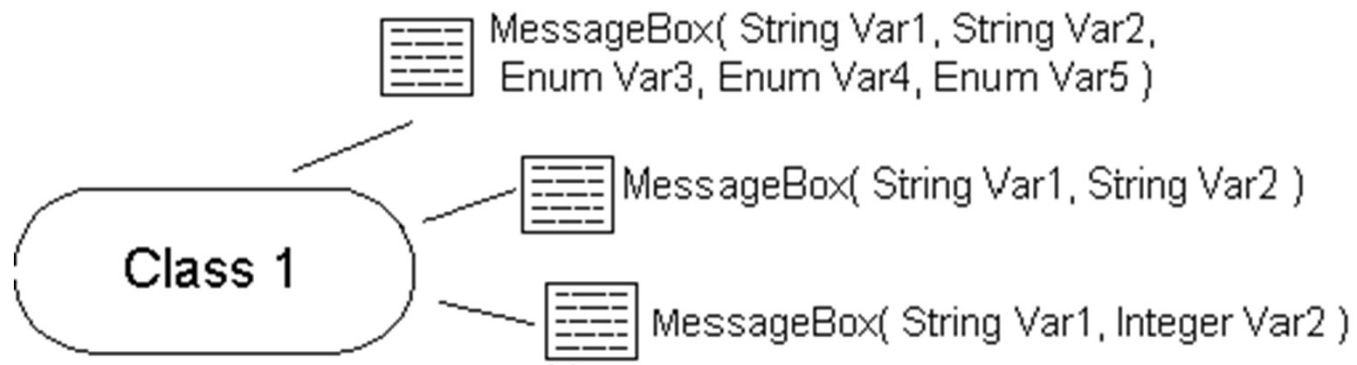 MessageBox( String Var1, String Var2,
Enum Var3, Enum Var4, Enum Var5 )
MessageBox( String Var1, String Var2 )
Class 1
MessageBox( String Var1, Integer Var2 )